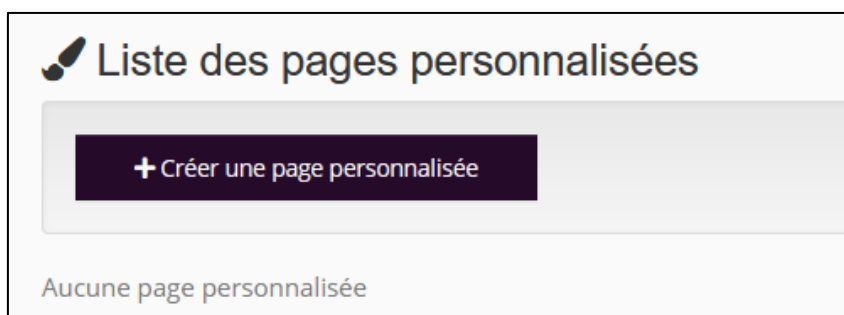 Liste des pages personnalisées
Créer une page personnalisée
Aucune page personnalisée